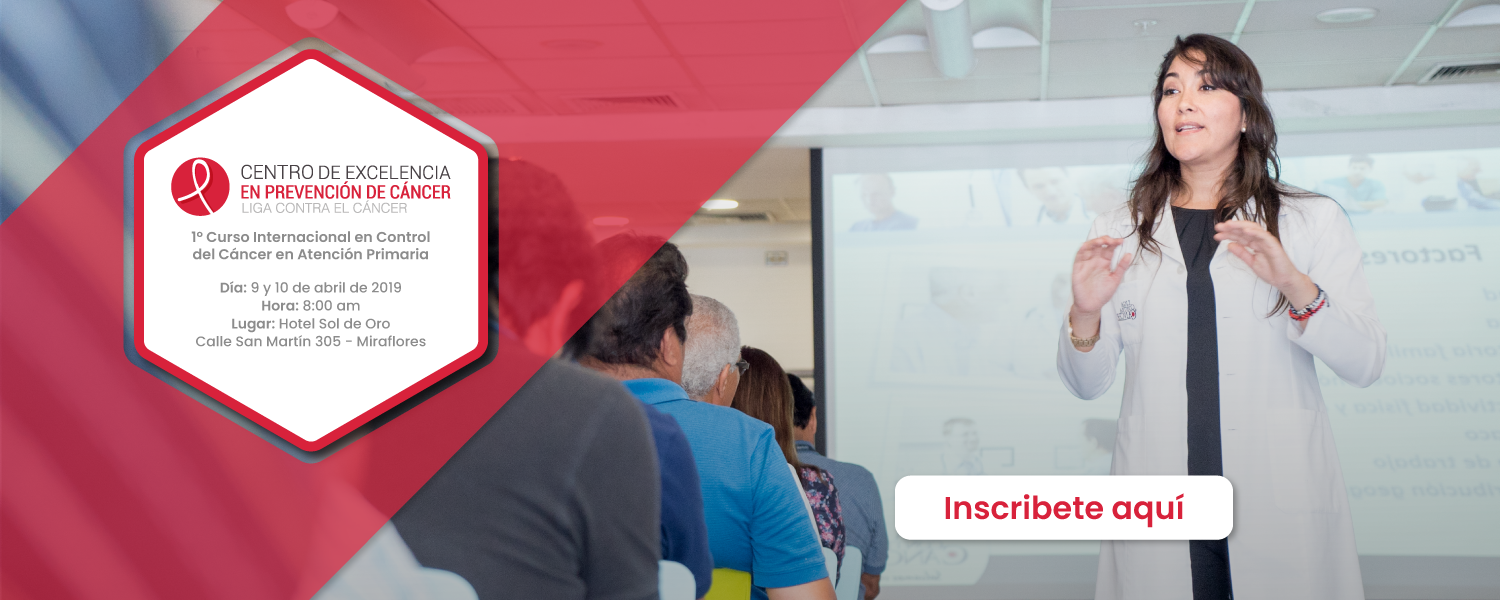 CENTRO DE EXCELENCIA
EN PREVENCIÓN DE CÁNCER
LIGA CONTRA EL CÁNCER
1° Curso Internacional en Control
del Cáncer en Atención Primaria
Día: 9 y 10 de abril de 2019
Hora: 8:00 am
Lugar: Hotel Sol de Oro
Calle San Martín 305 - Miraflores
Factores
Inscribete aquí